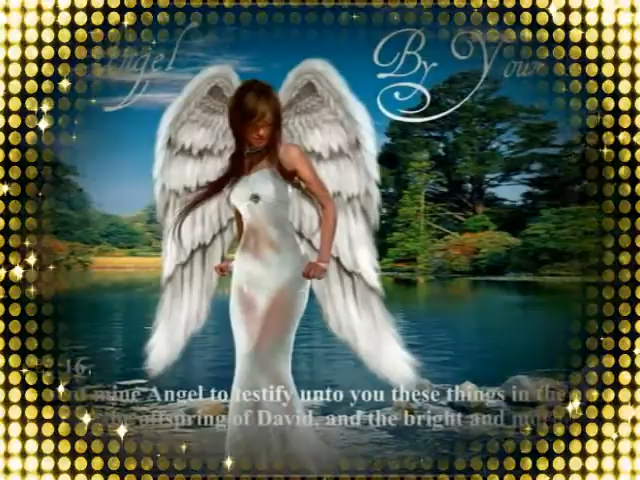 Angel By Your
:16
mine Angel to testify unto you these things in the
offspring of David, and the bright and